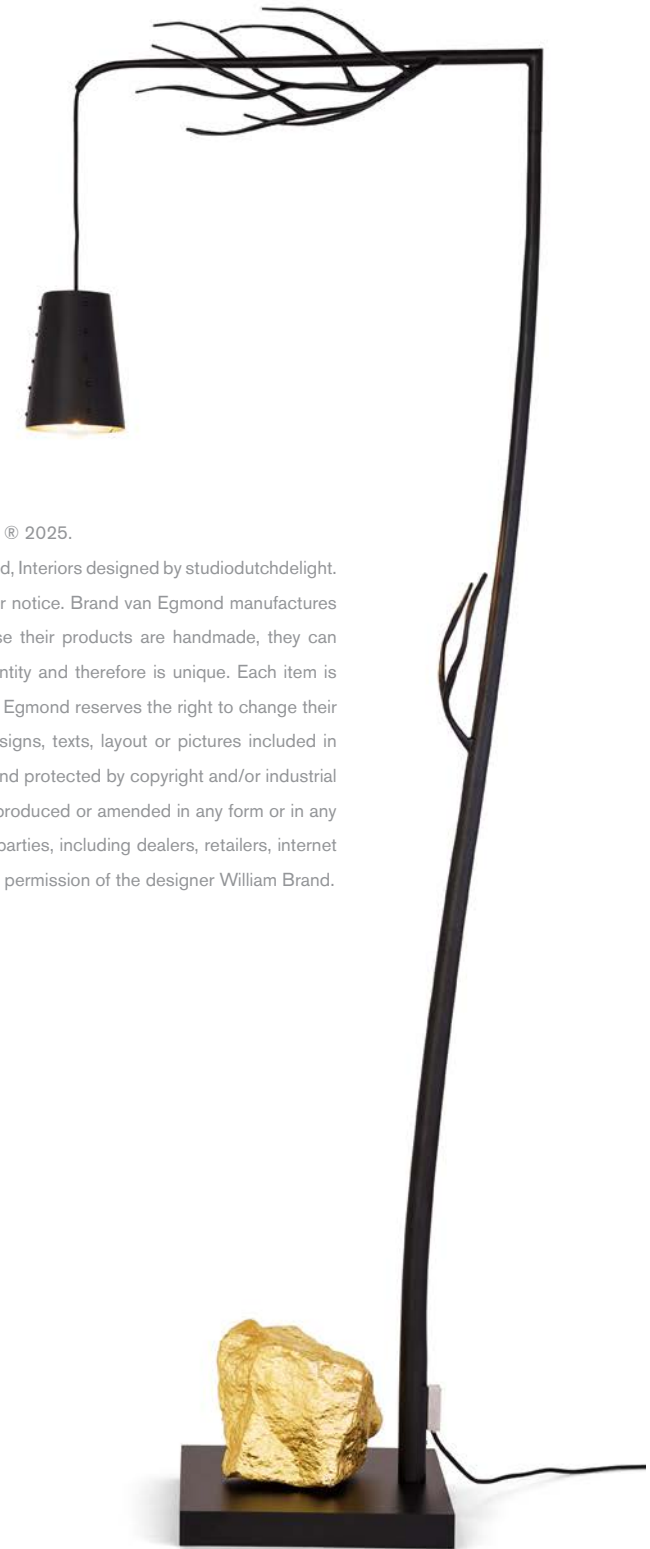 ® 2025.
d, Interiors designed by studiodutchdelight.
r notice. Brand van Egmond manufactures
se their products are handmade, they can
ntity and therefore is unique. Each item is
Egmond reserves the right to change their
signs, texts, layout or pictures included in
nd protected by copyright and/or industrial
produced or amended in any form or in any
parties, including dealers, retailers, internet
permission of the designer William Brand.